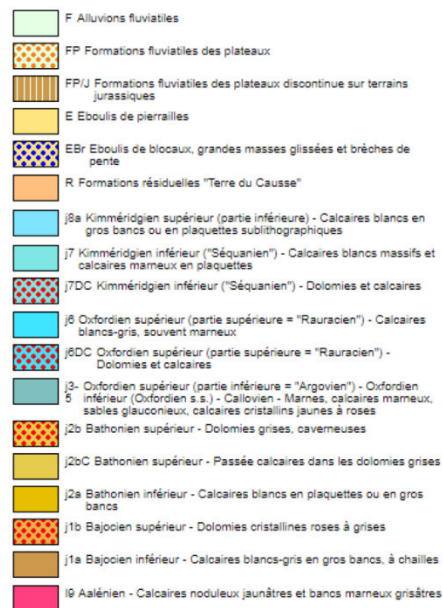 F Alluvions fluviatiles
FP Formations fluviatiles des plateaux
FP/J Formations fluviatiles des plateaux discontinue sur terrains
jurassiques
E Eboulis de pierrailles
EBr Eboulis de blocaux, grandes masses glissées et brèches de
pente
R Formations résiduelles "Terre du Causse"
j8a Kimméridgien supérieur (partie inférieure) - Calcaires blancs en
gros bancs ou en plaquettes sublithographiques
j7 Kimméridgien inférieur ("Séquanien") - Calcaires blancs massifs et
calcaires marneux en plaquettes
j7DC Kimméridgien inférieur ("Séquanien") - Dolomies et calcaires
j6 Oxfordien supérieur (partie supérieure = "Rauracien") - Calcaires
blancs-gris, souvent marneux
j6DC Oxfordien supérieur (partie supérieure = "Rauracien") -
Dolomies et calcaires
j3- Oxfordien supérieur (partie inférieure = "Argovien") - Oxfordien
5 inférieur (Oxfordien s.s.) - Callovien - Marnes, calcaires marneux,
sables glauconieux, calcaires cristallins jaunes à roses
j2b Bathonien supérieur - Dolomies grises, caverneuses
j2bC Bathonien supérieur - Passée calcaires dans les dolomies grises
j2a Bathonien inférieur - Calcaires blancs en plaquettes ou en gros
bancs
j1b Bajocien supérieur - Dolomies cristallines roses à grises
j1a Bajocien inférieur - Calcaires blancs-gris en gros bancs, à chailles
l9 Aalénien - Calcaires noduleux jaunâtres et bancs marneux grisâtres